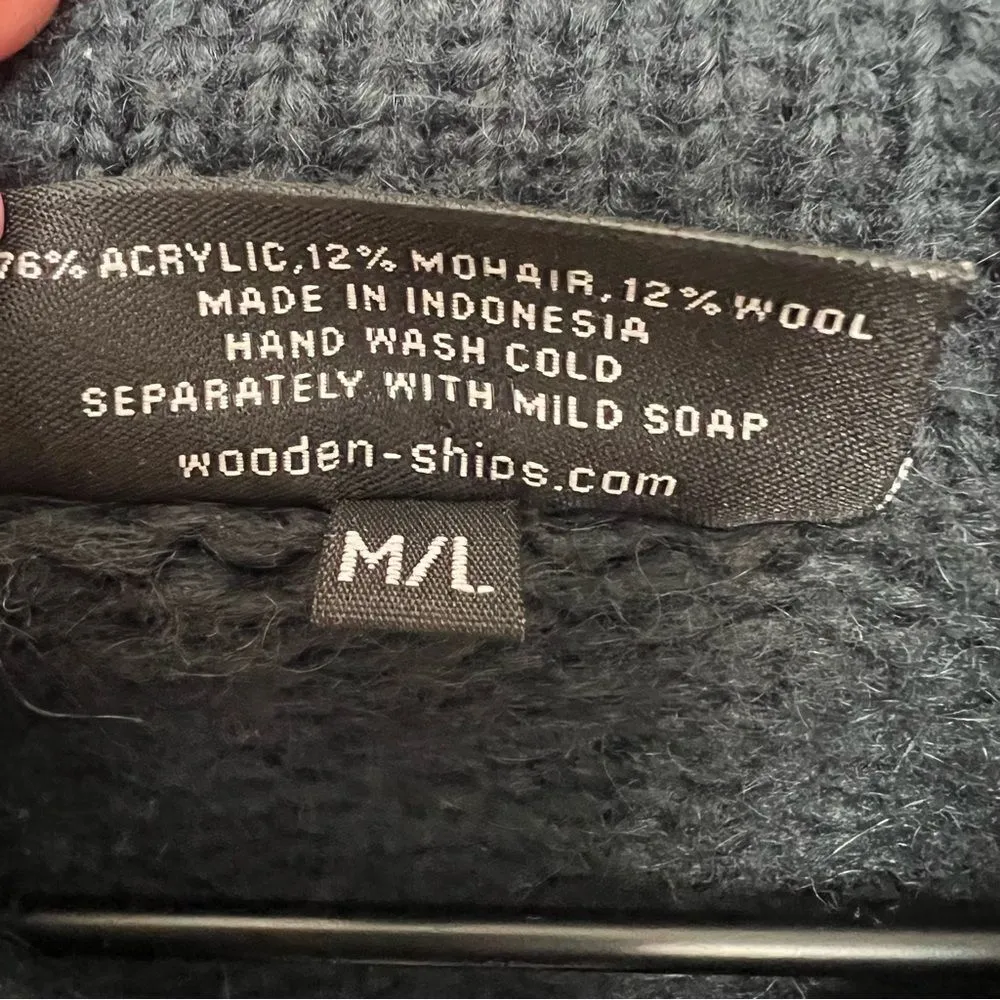 76% ACRYLIC,12% MOHAIR,12% WOOL
MADE IN INDONESIA
HAND WASH COLD
SEPARATELY WITH MILD SOAP
wooden-ships.com
M/L